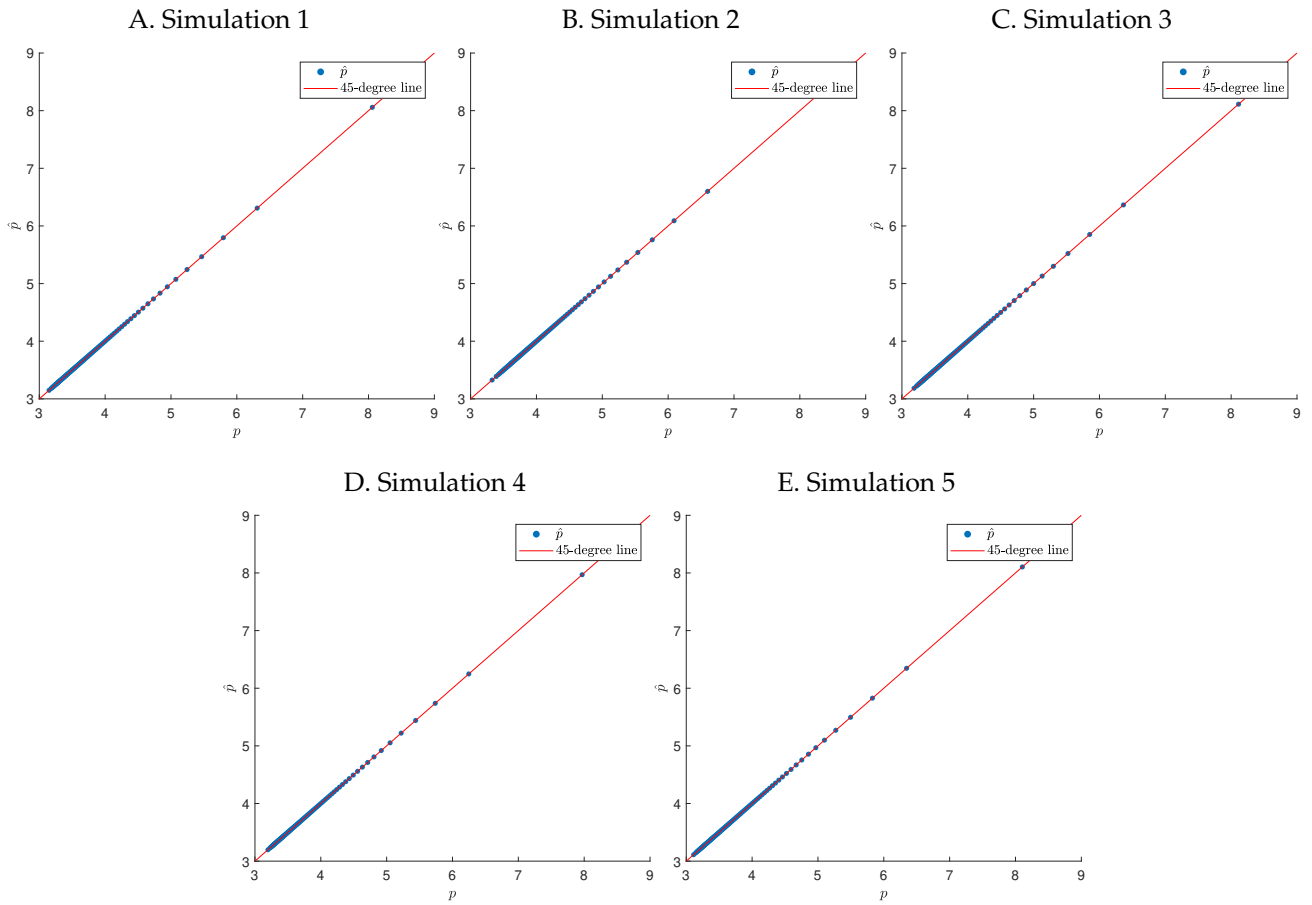 A. Simulation 1
B. Simulation 2
C. Simulation 3
9
8
7
6
5
4
3
p̂
3 4 5 6 7 8 9
p
p̂
45-degree line
9
8
7
6
5
4
3
p̂
3 4 5 6 7 8 9
p
p̂
45-degree line
9
8
7
6
5
4
3
p̂
3 4 5 6 7 8 9
p
p̂
45-degree line
D. Simulation 4
E. Simulation 5
9
8
7
6
5
4
3
p̂
3 4 5 6 7 8 9
p
p̂
45-degree line
9
8
7
6
5
4
3
p̂
3 4 5 6 7 8 9
p
p̂
45-degree line